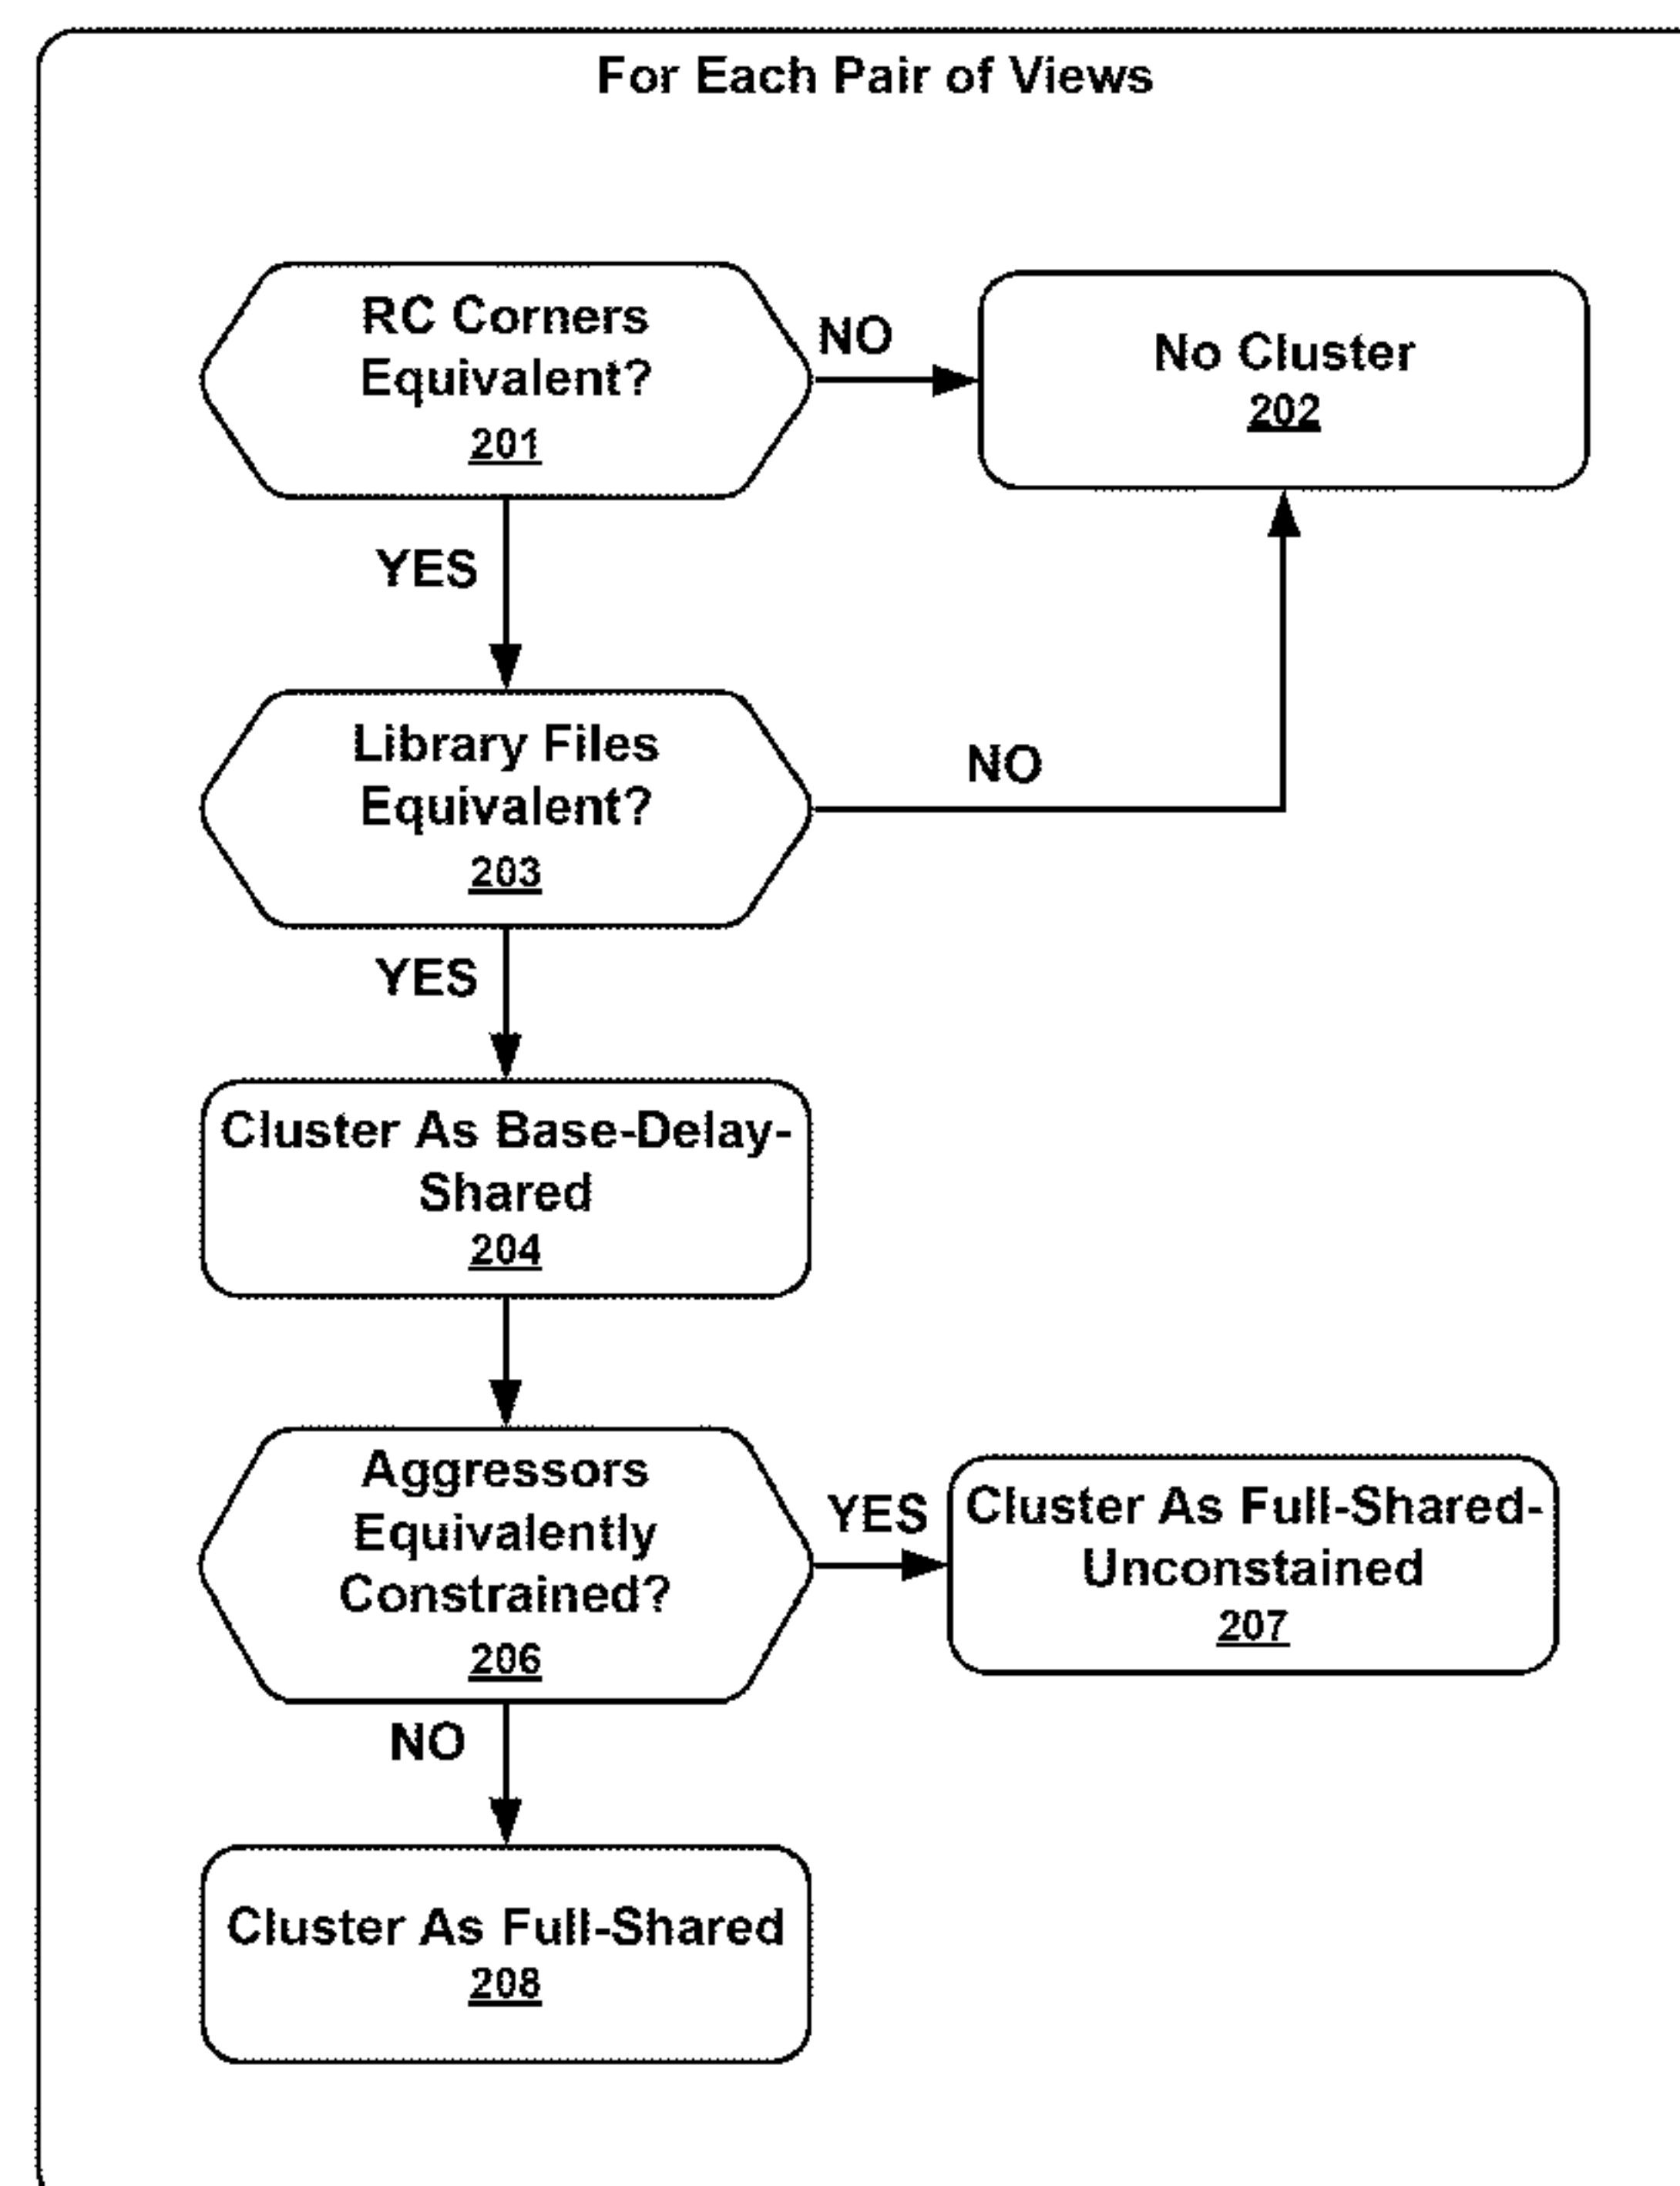 For Each Pair of Views
RC Corners
Equivalent?
201
NO
No Cluster
202
YES
Library Files
Equivalent?
203
NO
YES
Cluster As Base-Delay-
Shared
204
Aggressors
Equivalently
Constrained?
206
YES
Cluster As Full-Shared-
Unconstained
207
NO
Cluster As Full-Shared
208